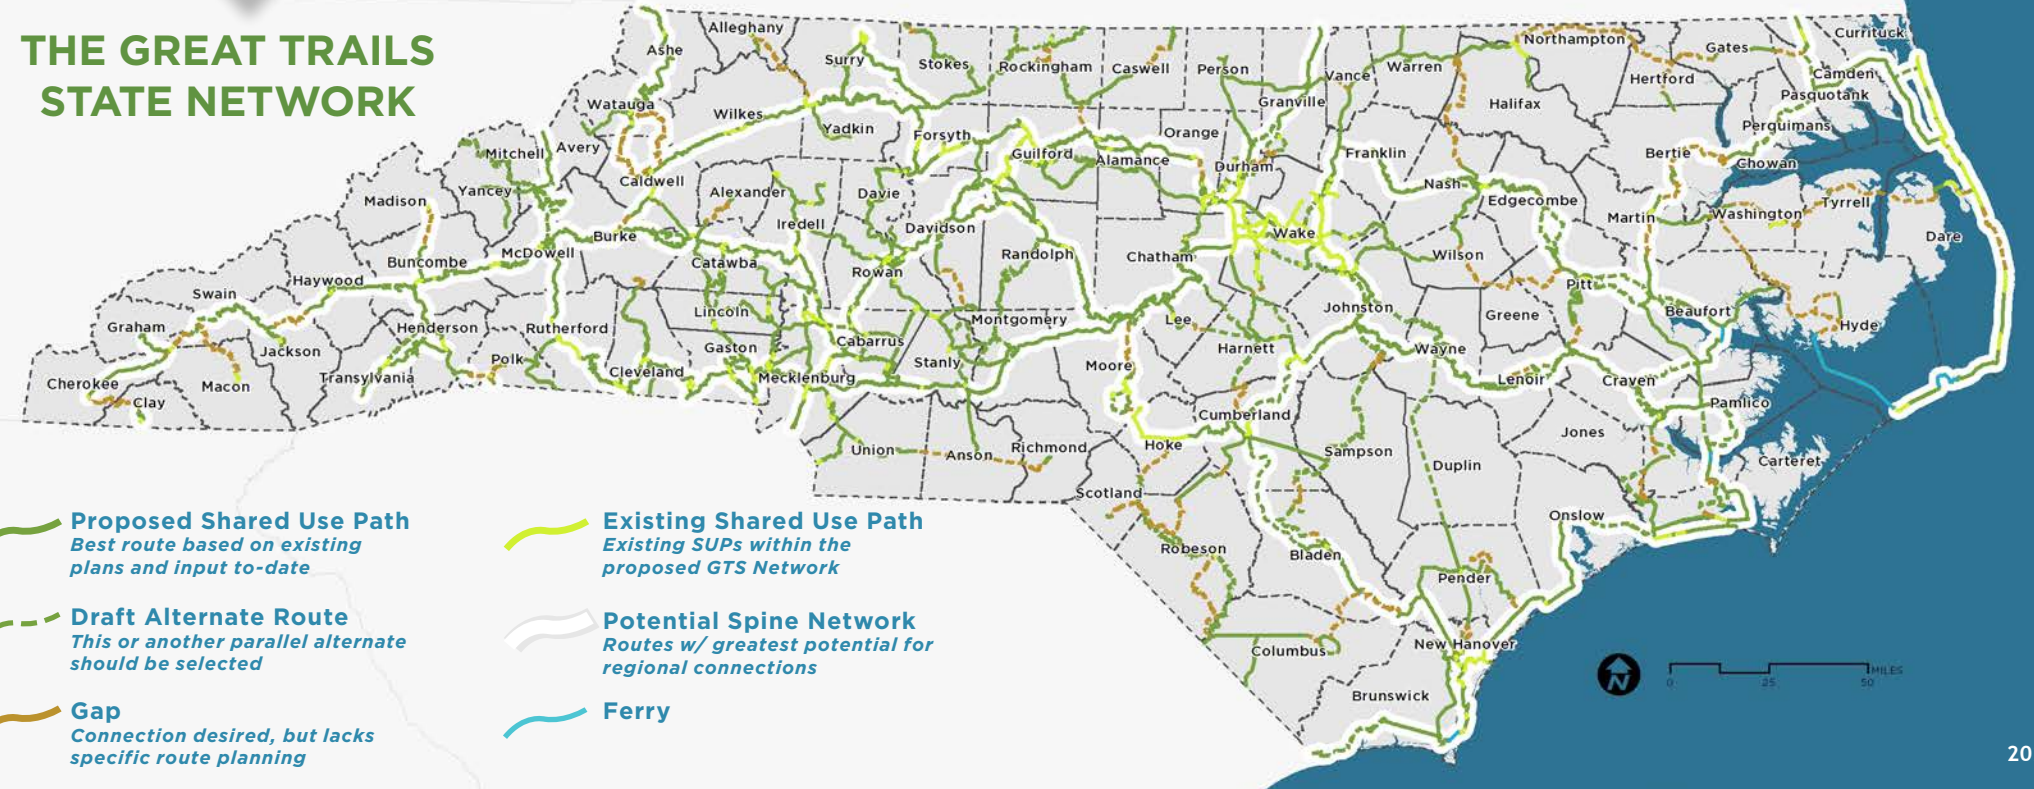 THE GREAT TRAILS
STATE NETWORK
Alleghany
Ashe
Surry
Stokes
Rockingham
Caswell
Person
Vance
Warren
Northampton
Gates
Currituck
Camden
Hertford
Pasquotank
Granville
Halifax
Watauga
Wilkes
Yadkin
Forsyth
Orange
Perquimans
Mitchell
Avery
Guilford
Alamance
Durham
Franklin
Bertie
Chowan
Caldwell
Yancey
Alexander
Davie
Nash
Edgecombe
Madison
Martin
Washington
Tyrrell
Iredell
Davidson
Burke
Wake
Dare
McDowell
Buncombe
Catawba
Rowan
Randolph
Chatham
Wilson
Haywood
Swain
Pitt
Lincoln
Montgomery
Lee
Johnston
Greene
Beaufort
Hyde
Graham
Henderson
Rutherford
Jackson
Gaston
Cabarrus
Stanly
Harnett
Wayne
Polk
Cherokee
Macon
Transylvania
Cleveland
Mecklenburg
Moore
Lenoir
Craven
Clay
Pamlico
Cumberland
Union
Anson
Richmond
Hoke
Sampson
Duplin
Jones
Carteret
Scotland
Onslow
Robeson
Bladen
Pender
Columbus
New Hanover
Brunswick
Proposed Shared Use Path
Best route based on existing
plans and input to-date
Draft Alternate Route
This or another parallel alternate
should be selected
Gap
Connection desired, but lacks
specific route planning
Existing Shared Use Path
Existing SUPs within the
proposed GTS Network
Potential Spine Network
Routes w/ greatest potential for
regional connections
Ferry
N
MILES
0 25 50
20